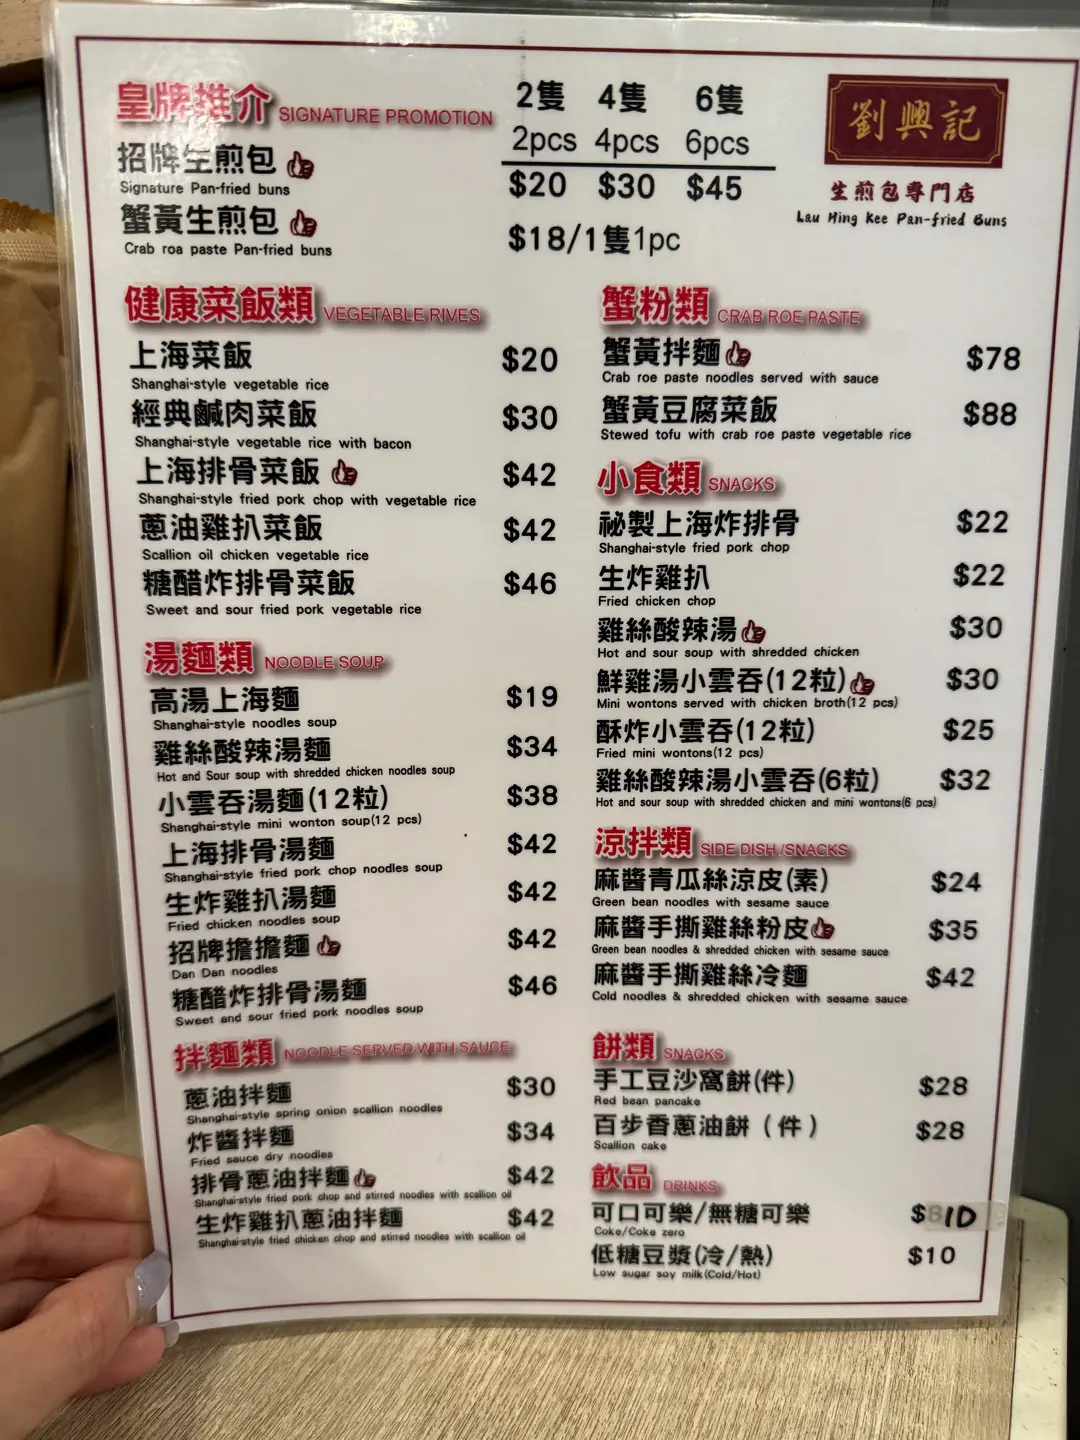 皇牌推介 SIGNATURE PROMOTION
2隻 4隻 6隻
2pcs 4pcs 6pcs
招牌生煎包 $20 $30 $45
Signature Pan-fried buns
蟹黃生煎包 $18/1隻1pc
Crab roa paste Pan-fried buns
劉興記
生煎包專門店
Lau Hing Kee Pan-fried Buns
健康菜飯類 VEGETABLE RIVES
上海菜飯 $20
Shanghai-style vegetable rice
經典鹹肉菜飯 $30
Shanghai-style vegetable rice with bacon
上海排骨菜飯 $42
Shanghai-style fried pork chop with vegetable rice
蔥油雞扒菜飯 $42
Scallion oil chicken vegetable rice
糖醋炸排骨菜飯 $46
Sweet and sour fried pork vegetable rice
湯麵類 NOODLE SOUP
高湯上海麵 $19
Shanghai-style noodles soup
雞絲酸辣湯麵 $34
Hot and Sour soup with shredded chicken noodles soup
小雲吞湯麵(12粒) $38
Shanghai-style mini wonton soup(12 pcs)
上海排骨湯麵 $42
Shanghai-style fried pork chop noodles soup
生炸雞扒湯麵 $42
Fried chicken noodles soup
招牌擔擔麵 $42
Dan Dan noodles
糖醋炸排骨湯麵 $46
Sweet and sour fried pork noodles soup
拌麵類 NOODLE SERVED WITH SAUCE
蔥油拌麵 $30
Shanghai-style spring onion scallion noodles
炸醬拌麵 $34
Fried sauce dry noodles
排骨蔥油拌麵 $42
Shanghai-style fried pork chop and stirred noodles with scallion oil
生炸雞扒蔥油拌麵 $42
Shanghai-style fried chicken chop and stirred noodles with scallion oil
蟹粉類 CRAB ROE PASTE
蟹黃拌麵 $78
Crab roe paste noodles served with sauce
蟹黃豆腐菜飯 $88
Stewed tofu with crab roe paste vegetable rice
小食類 SNACKS
祕製上海炸排骨 $22
Shanghai-style fried pork chop
生炸雞扒 $22
Fried chicken chop
雞絲酸辣湯 $30
Hot and sour soup with shredded chicken
鮮雞湯小雲吞(12粒) $30
Mini wontons served with chicken broth(12 pcs)
酥炸小雲吞(12粒) $25
Fried mini wontons(12 pcs)
雞絲酸辣湯小雲吞(6粒) $32
Hot and sour soup with shredded chicken and mini wontons(6 pcs)
涼拌類 SIDE DISH /SNACKS
麻醬青瓜絲涼皮(素) $24
Green bean noodles with sesame sauce
麻醬手撕雞絲粉皮 $35
Green bean noodles & shredded chicken with sesame sauce
麻醬手撕雞絲冷麵 $42
Cold noodles & shredded chicken with sesame sauce
餅類 SNACKS
手工豆沙窩餅(件) $28
Red bean pancake
百步香蔥油餅（件） $28
Scallion cake
飲品 DRINKS
可口可樂/無糖可樂 $8 10
Coke/Coke zero
低糖豆漿(冷/熱) $10
Low sugar soy milk(Cold/Hot)